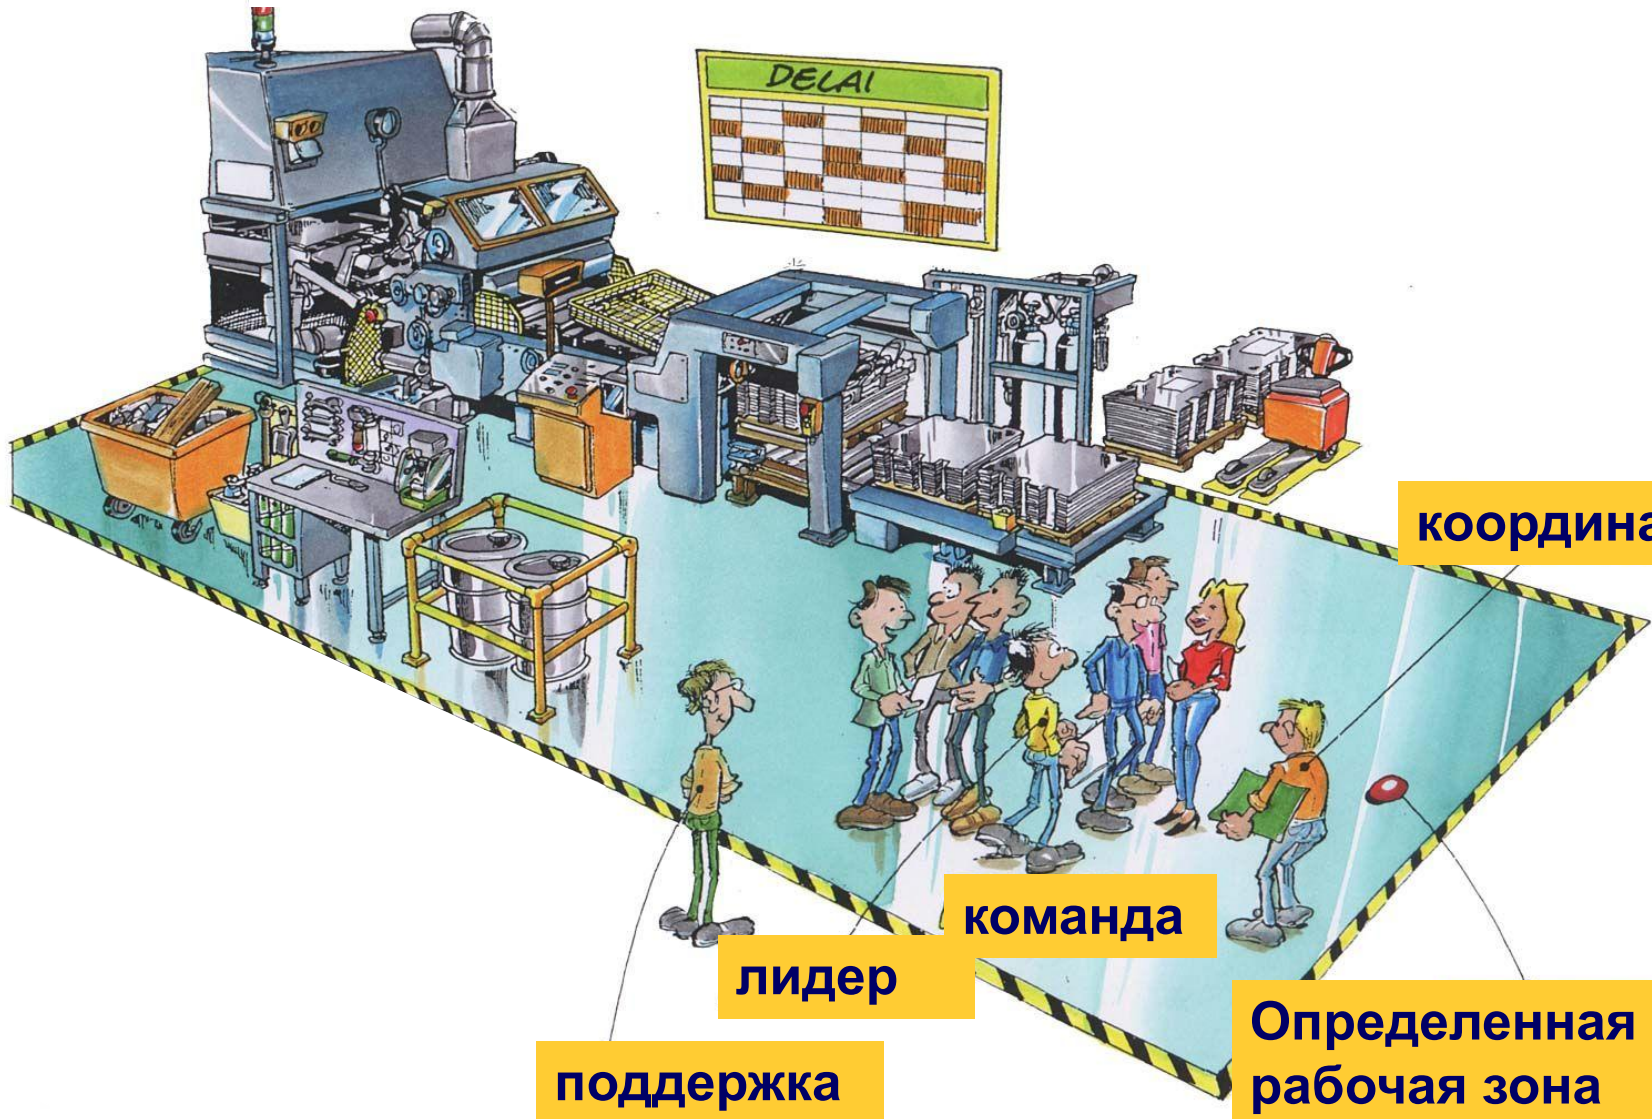 DELAI
координа
команда
лидер
Определенная
рабочая зона
поддержка